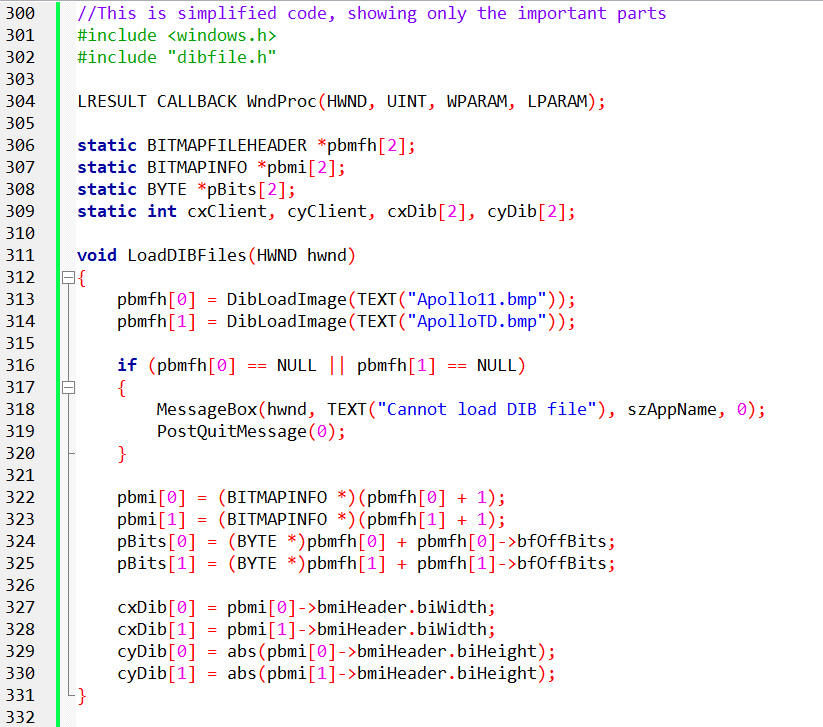 300 //This is simplified code, showing only the important parts
301 #include <windows.h>
302 #include "dibfile.h"
303
304 LRESULT CALLBACK WndProc(HWND, UINT, WPARAM, LPARAM);
305
306 static BITMAPFILEHEADER *pbmfh[2];
307 static BITMAPINFO *pbmi[2];
308 static BYTE *pBits[2];
309 static int cxClient, cyClient, cxDib[2], cyDib[2];
310
311 void LoadDIBFiles(HWND hwnd)
312 {
313     pbmfh[0] = DibLoadImage(TEXT("Apollo11.bmp"));
314     pbmfh[1] = DibLoadImage(TEXT("ApolloTD.bmp"));
315
316     if (pbmfh[0] == NULL || pbmfh[1] == NULL)
317     {
318         MessageBox(hwnd, TEXT("Cannot load DIB file"), szAppName, 0);
319         PostQuitMessage(0);
320     }
321
322     pbmi[0] = (BITMAPINFO *)(pbmfh[0] + 1);
323     pbmi[1] = (BITMAPINFO *)(pbmfh[1] + 1);
324     pBits[0] = (BYTE *)pbmfh[0] + pbmfh[0]->bfOffBits;
325     pBits[1] = (BYTE *)pbmfh[1] + pbmfh[1]->bfOffBits;
326
327     cxDib[0] = pbmi[0]->bmiHeader.biWidth;
328     cxDib[1] = pbmi[1]->bmiHeader.biWidth;
329     cyDib[0] = abs(pbmi[0]->bmiHeader.biHeight);
330     cyDib[1] = abs(pbmi[1]->bmiHeader.biHeight);
331 }
332